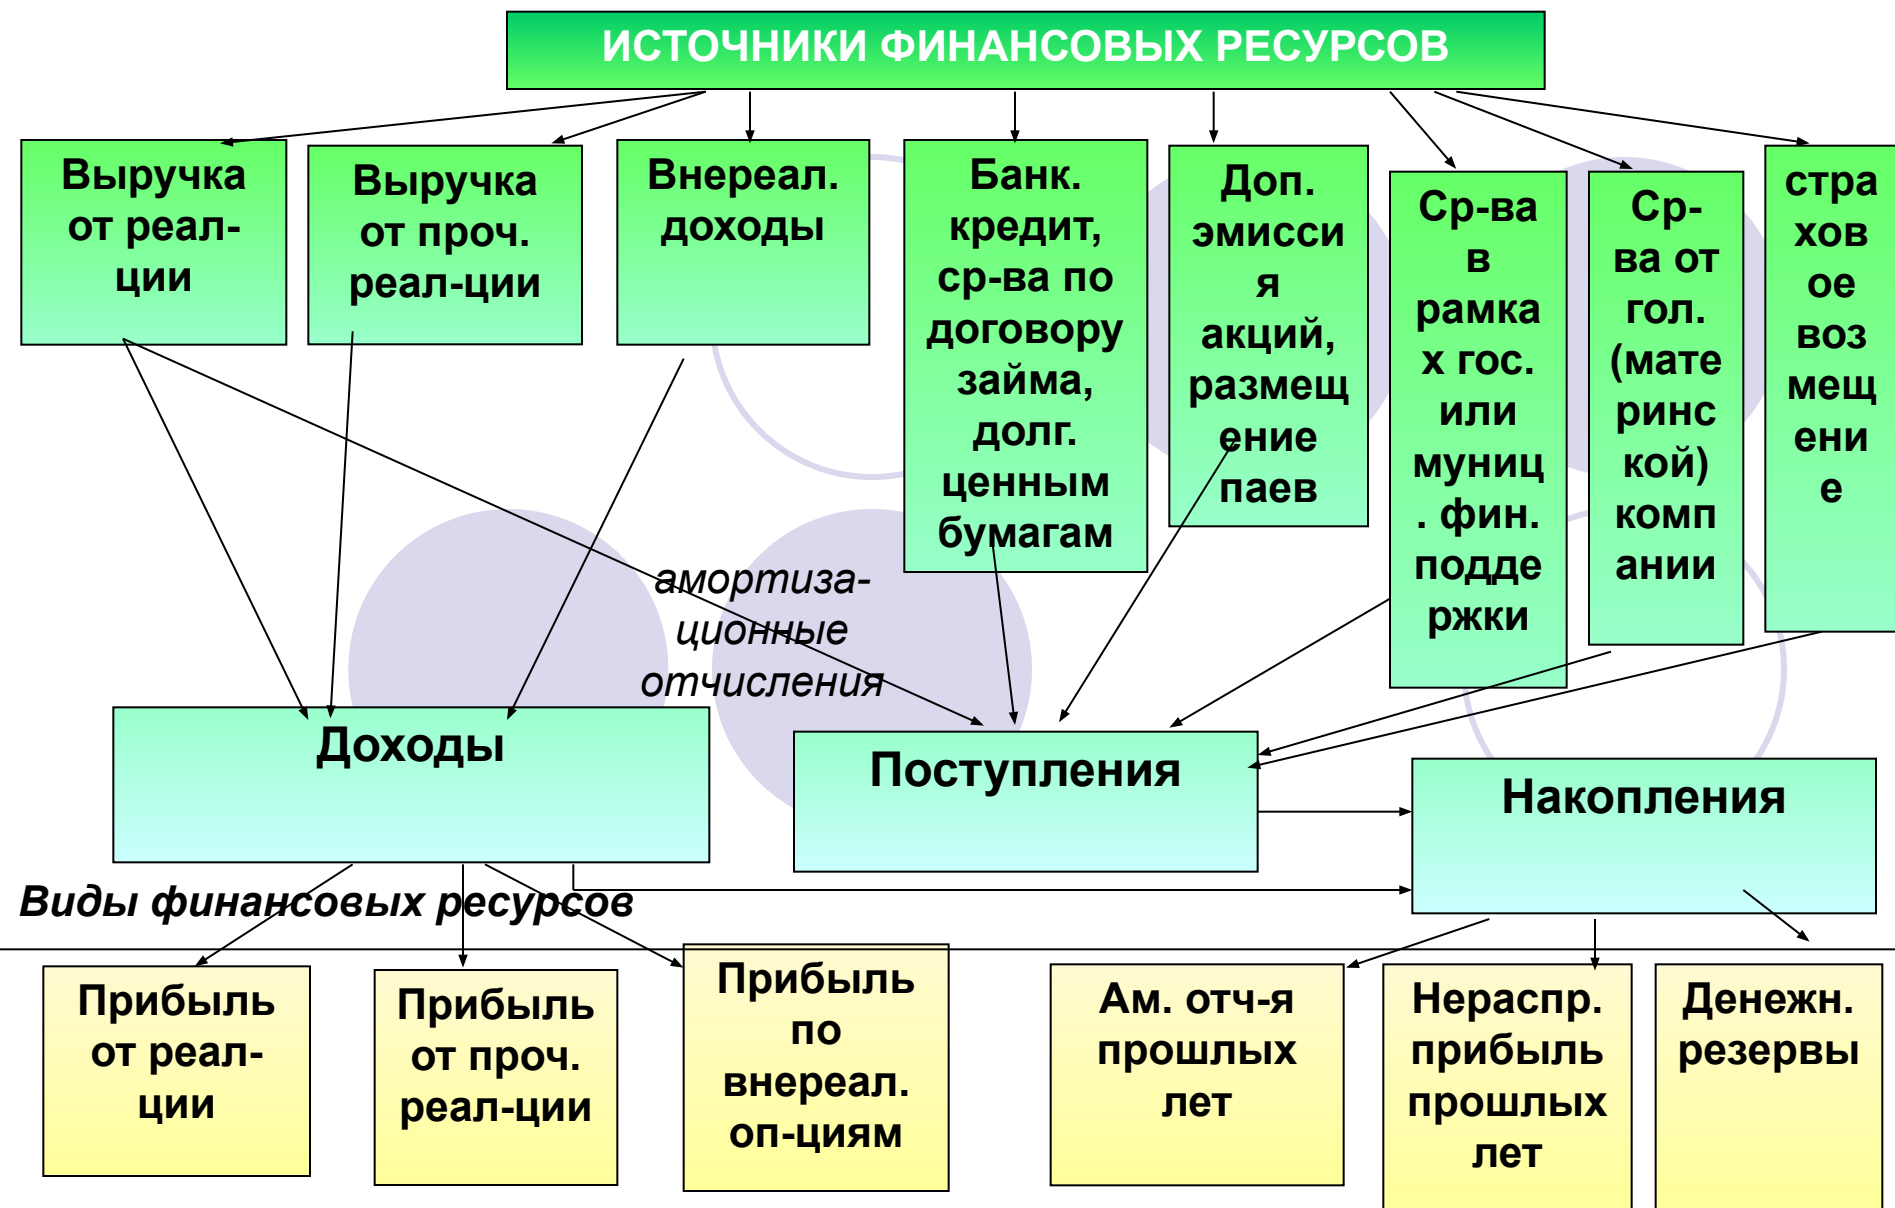 ИСТОЧНИКИ ФИНАНСОВЫХ РЕСУРСОВ
Выручка
от реал-
ции
Выручка
от проч.
реал-ции
Внереал.
доходы
Банк.
кредит,
ср-ва по
договору
займа,
долг.
ценным
бумагам
Доп.
эмисси
я
акций,
размещ
ение
паев
Ср-ва
в
рамка
х гос.
или
муниц
. фин.
подде
ржки
Ср-
ва от
гол.
(мате
ринс
кой)
комп
ании
стра
хов
ое
воз
мещ
ени
е
амортиза-
ционные
отчисления
Доходы
Поступления
Накопления
Виды финансовых ресурсов
Прибыль
от реал-
ции
Прибыль
от проч.
реал-ции
Прибыль
по
внереал.
оп-циям
Ам. отч-я
прошлых
лет
Нераспр.
прибыль
прошлых
лет
Денежн.
резервы